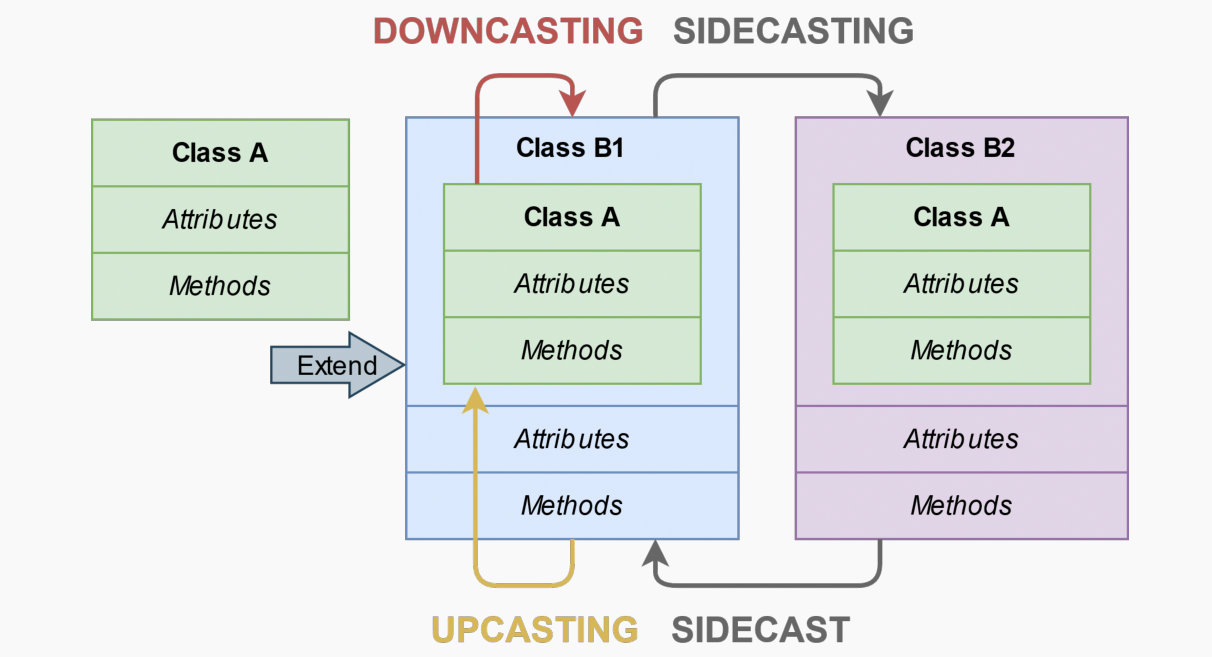 DOWNCASTING SIDECASTING
Class A
Attributes
Methods
Extend
Class B1
Class A
Attributes
Methods
Attributes
Methods
Class B2
Class A
Attributes
Methods
Attributes
Methods
UPCASTING SIDECAST